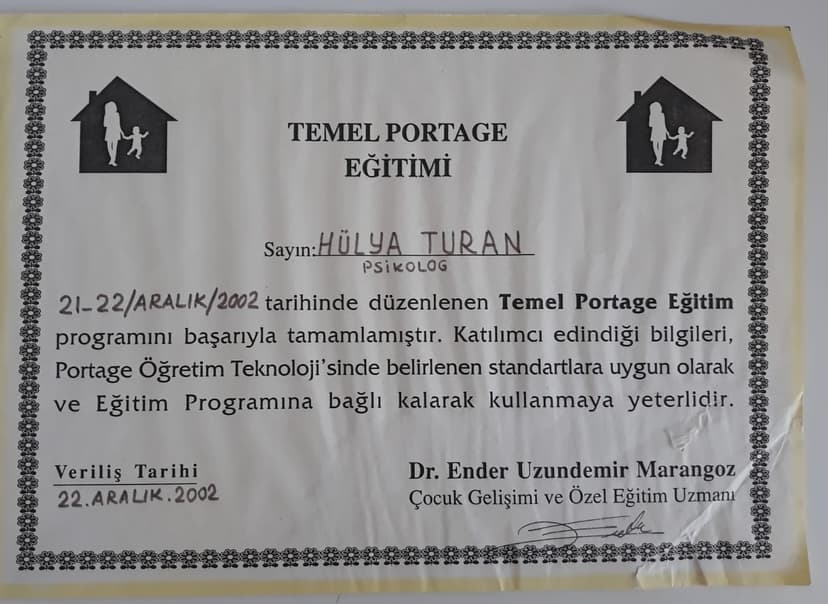 TEMEL PORTAGE
EĞİTİMİ
Sayın: HÜLYA TURAN
PSİKOLOG
21-22/ARALIK/2002 tarihinde düzenlenen Temel Portage Eğitim
programını başarıyla tamamlamıştır. Katılımcı edindiği bilgileri,
Portage Öğretim Teknoloji'sinde belirlenen standartlara uygun olarak
ve Eğitim Programına bağlı kalarak kullanmaya yeterlidir.
Veriliş Tarihi
22.ARALIK.2002
Dr. Ender Uzundemir Marangoz
Çocuk Gelişimi ve Özel Eğitim Uzmanı